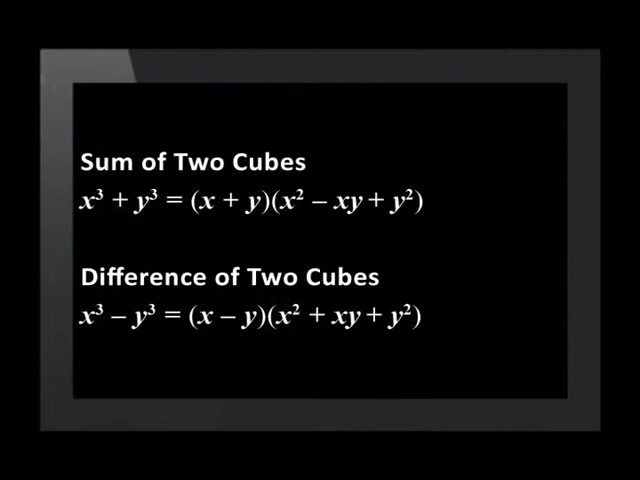 Sum of Two Cubes
x³ + y³ = (x + y)(x² – xy + y²)
Difference of Two Cubes
x³ – y³ = (x – y)(x² + xy + y²)